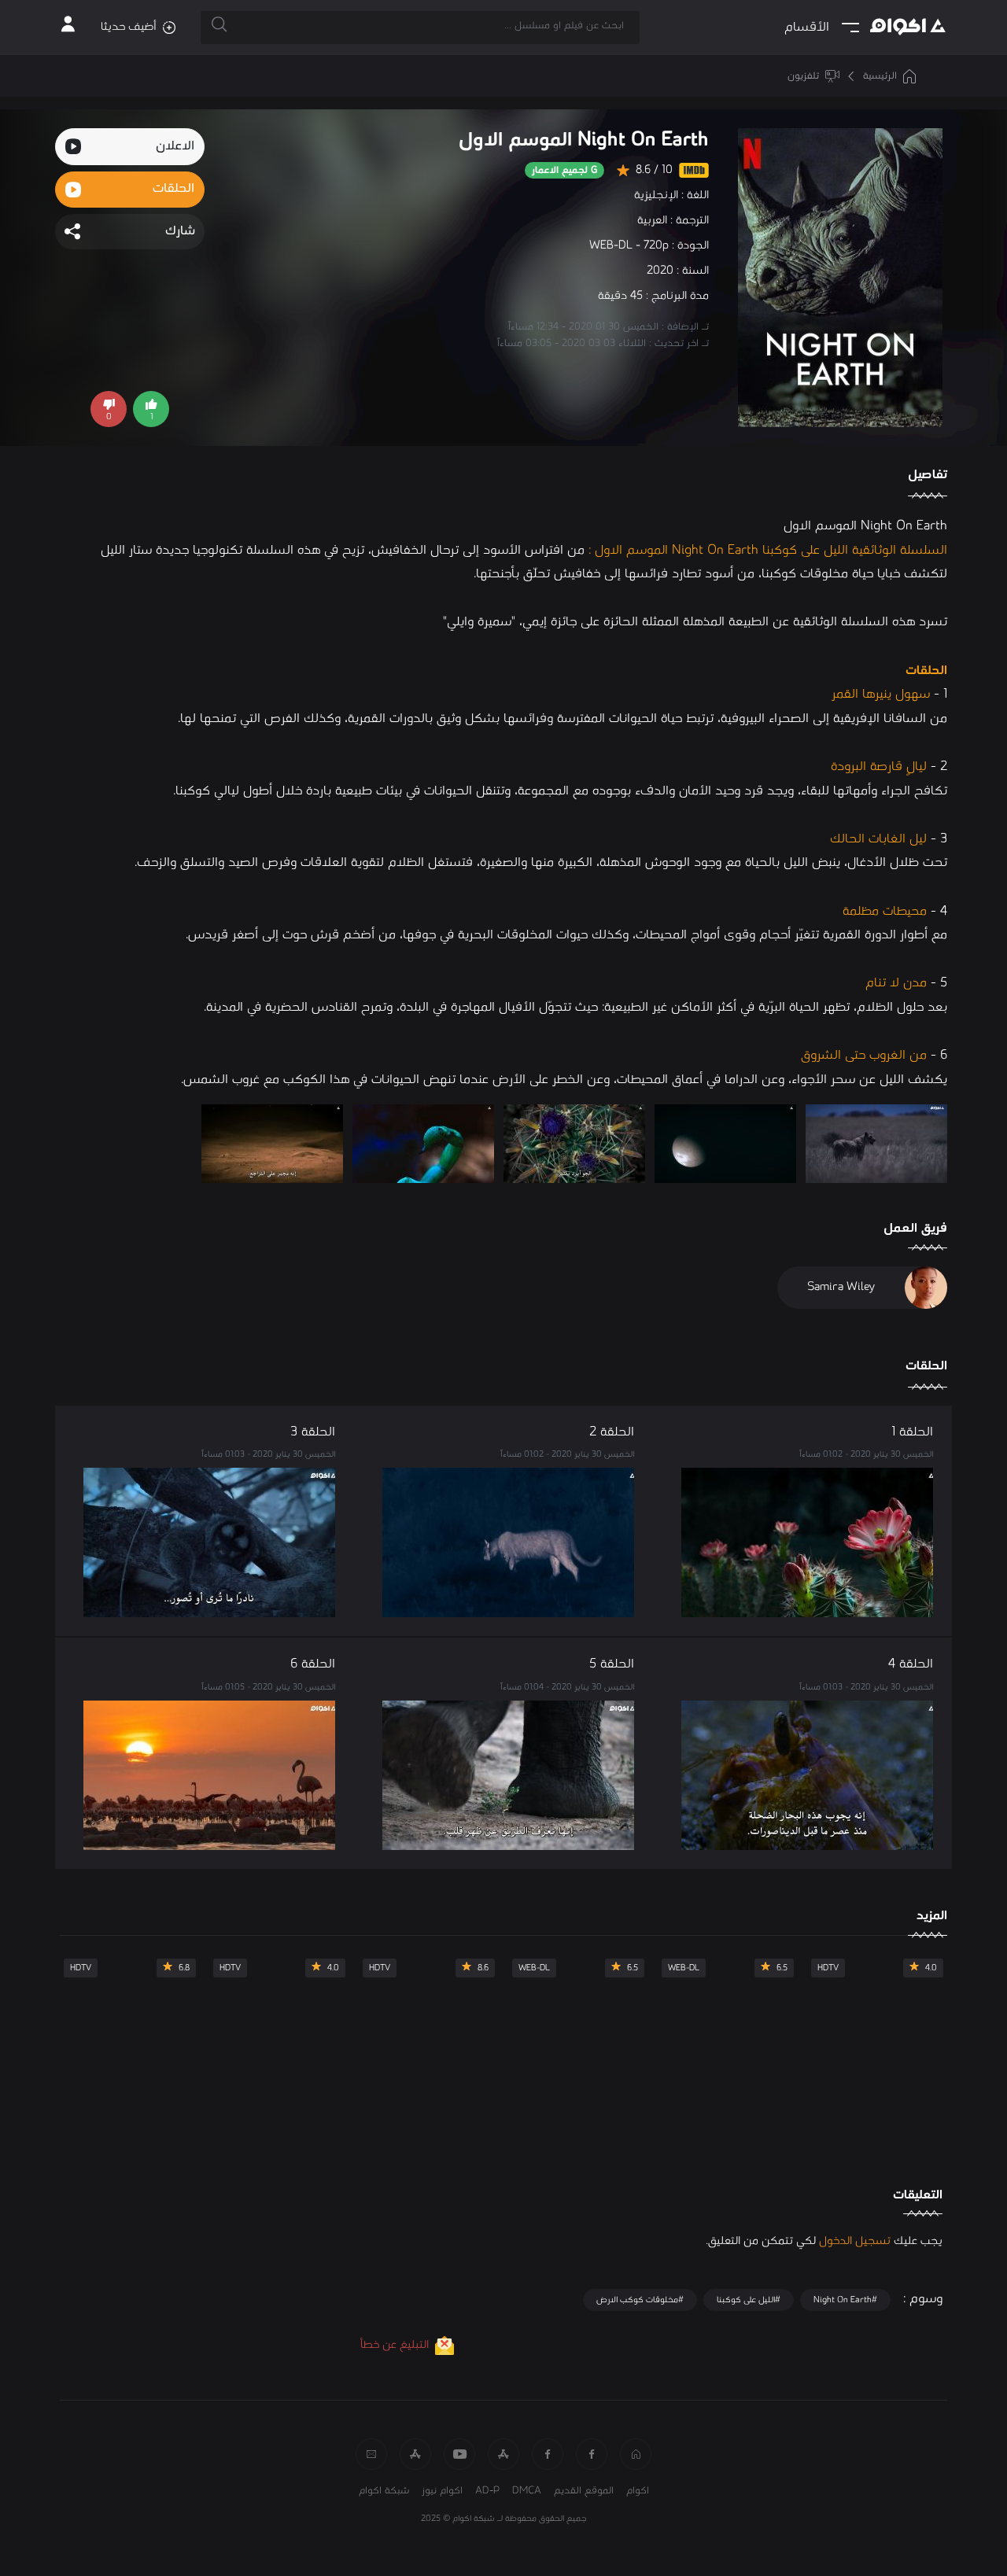 اكوام
الأقسام
ابحث عن فيلم او مسلسل ...
أضيف حديثا
الرئيسية
تلفزيون
Night On Earth الموسم الاول
IMDb
10 / 8.6
G لجميع الاعمار
اللغة : الإنجليزية
الترجمة : العربية
الجودة : WEB-DL - 720p
السنة : 2020
مدة البرنامج : 45 دقيقة
تـ الإضافة : الخميس 30 01 2020 - 12:34 مساءاً
تـ اخر تحديث : الثلاثاء 03 03 2020 - 03:05 مساءاً
N
NIGHT ON
EARTH
الاعلان
الحلقات
شارك
1
0
تفاصيل
Night On Earth الموسم الاول
السلسلة الوثائقية الليل على كوكبنا Night On Earth الموسم الاول : من افتراس الأسود إلى ترحال الخفافيش، تزيح في هذه السلسلة تكنولوجيا جديدة ستار الليل
لتكشف خبايا حياة مخلوقات كوكبنا، من أسود تطارد فرائسها إلى خفافيش تحلّق بأجنحتها.
تسرد هذه السلسلة الوثائقية عن الطبيعة المذهلة الممثلة الحائزة على جائزة إيمي، "سميرة وايلي"
الحلقات
1 - سهول ينيرها القمر
من السافانا الإفريقية إلى الصحراء البيروفية، ترتبط حياة الحيوانات المفترسة وفرائسها بشكل وثيق بالدورات القمرية، وكذلك الفرص التي تمنحها لها.
2 - ليالٍ قارصة البرودة
تكافح الجراء وأمهاتها للبقاء، ويجد قرد وحيد الأمان والدفء بوجوده مع المجموعة، وتتنقل الحيوانات في بيئات طبيعية باردة خلال أطول ليالي كوكبنا.
3 - ليل الغابات الحالك
تحت ظلال الأدغال، ينبض الليل بالحياة مع وجود الوحوش المذهلة، الكبيرة منها والصغيرة، فتستغل الظلام لتقوية العلاقات وفرص الصيد والتسلق والزحف.
4 - محيطات مظلمة
مع أطوار الدورة القمرية تتغيّر أحجام وقوى أمواج المحيطات، وكذلك حيوات المخلوقات البحرية في جوفها، من أضخم قرش حوت إلى أصغر قريدس.
5 - مدن لا تنام
بعد حلول الظلام، تظهر الحياة البرّية في أكثر الأماكن غير الطبيعية: حيث تتجوّل الأفيال المهاجرة في البلدة، وتمرح القنادس الحضرية في المدينة.
6 - من الغروب حتى الشروق
يكشف الليل عن سحر الأجواء، وعن الدراما في أعماق المحيطات، وعن الخطر على الأرض عندما تنهض الحيوانات في هذا الكوكب مع غروب الشمس.
فريق العمل
Samira Wiley
الحلقات
الحلقة 1
الخميس 30 يناير 2020 - 01:02 مساءاً
الحلقة 2
الخميس 30 يناير 2020 - 01:02 مساءاً
الحلقة 3
الخميس 30 يناير 2020 - 01:03 مساءاً
اكوام
نادرًا ما تُرى أو تُصور...
الحلقة 4
الخميس 30 يناير 2020 - 01:03 مساءاً
إنه يجوب هذه البحار الضحلة
منذ عصر ما قبل الديناصورات.
الحلقة 5
الخميس 30 يناير 2020 - 01:04 مساءاً
اكوام
إنها تعرف الطريق عن ظهر قلب.
الحلقة 6
الخميس 30 يناير 2020 - 01:05 مساءاً
اكوام
المزيد
4.0
HDTV
6.5
WEB-DL
6.5
WEB-DL
8.6
HDTV
4.0
HDTV
6.8
HDTV
التعليقات
يجب عليك تسجيل الدخول لكي تتمكن من التعليق.
وسوم :
#Night On Earth
#الليل على كوكبنا
#مخلوقات كوكب الارض
التبليغ عن خطأ
اكوام
الموقع القديم
DMCA
AD-P
اكوام نيوز
شبكة اكوام
جميع الحقوق محفوظة لـ شبكة اكوام © 2025